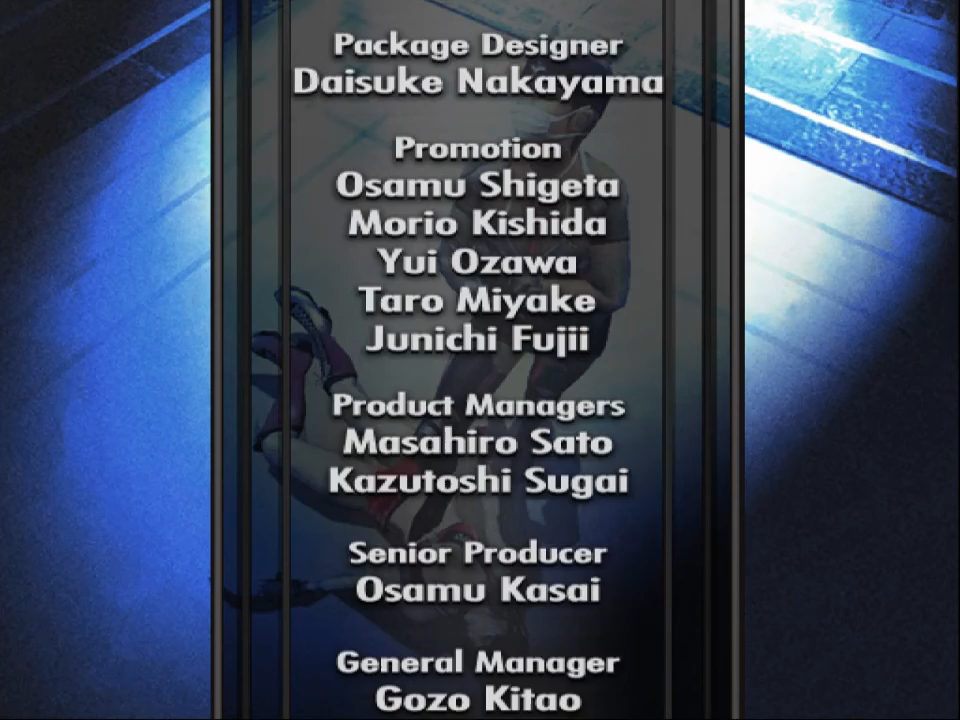 Package Designer
Daisuke Nakayama
Promotion
Osamu Shigeta
Morio Kishida
Yui Ozawa
Taro Miyake
Junichi Fujii
Product Managers
Masahiro Sato
Kazutoshi Sugai
Senior Producer
Osamu Kasai
General Manager
Gozo Kitao